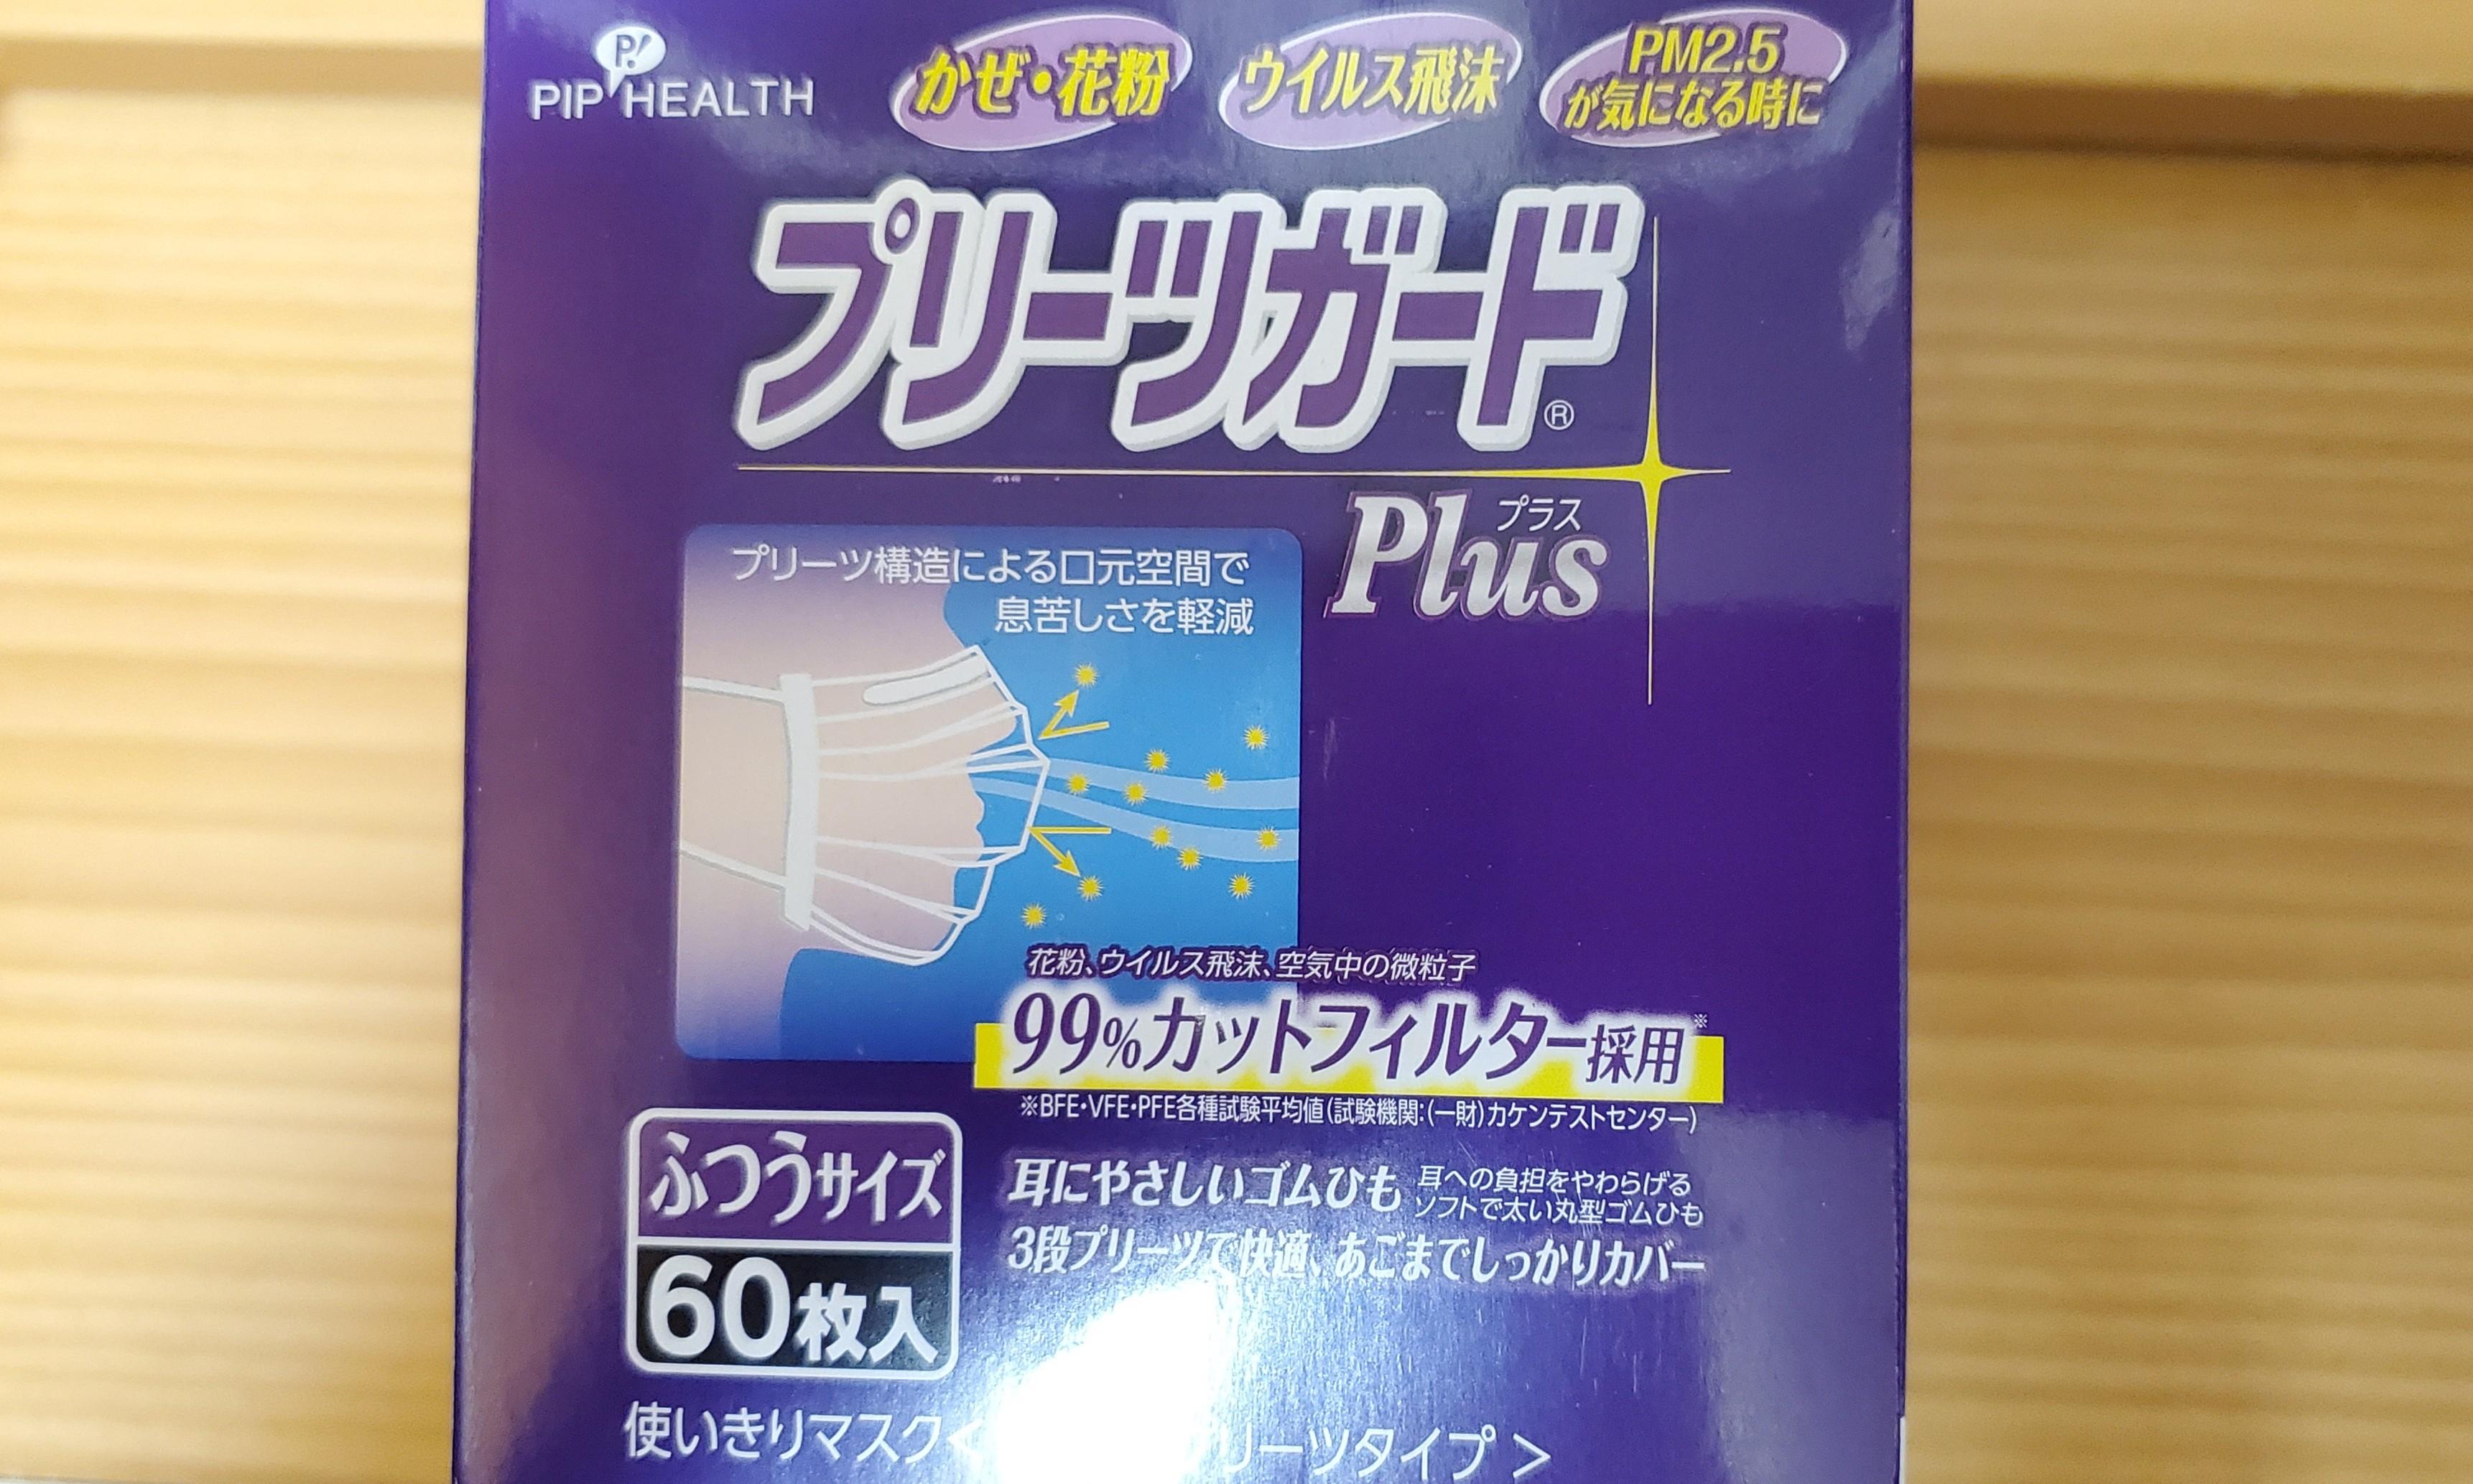 PIP HEALTH
かぜ・花粉
ウイルス飛沫
PM2.5
が気になる時に
プリーツガード®
プラス
Plus
プリーツ構造による口元空間で
息苦しさを軽減
花粉、ウイルス飛沫、空気中の微粒子
99%カットフィルター採用※
※BFE・VFE・PFE各種試験平均値(試験機関:(一財)カケンテストセンター)
ふつうサイズ
60枚入
耳にやさしいゴムひも
耳への負担をやわらげる
ソフトで太い丸型ゴムひも
3段プリーツで快適、あごまでしっかりカバー
使いきりマスク< リーツタイプ >